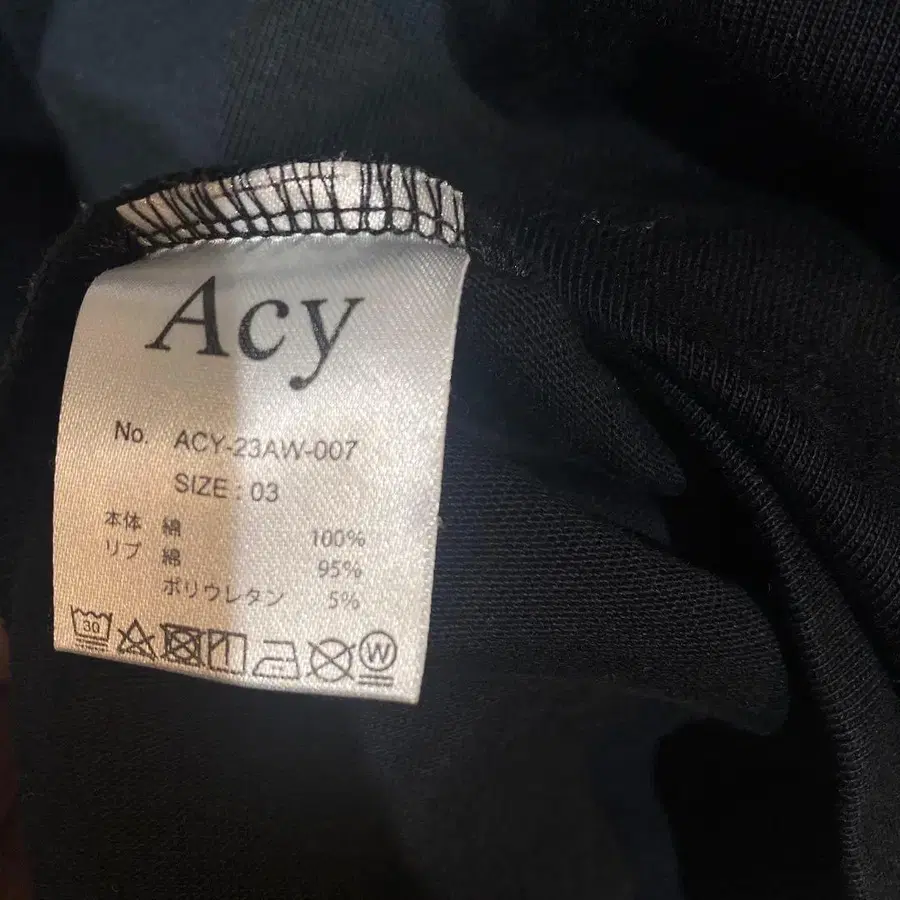 Acy
No. ACY-23AW-007
SIZE : 03
本体 綿 100%
リブ 綿 95%
ポリウレタン 5%
30 W